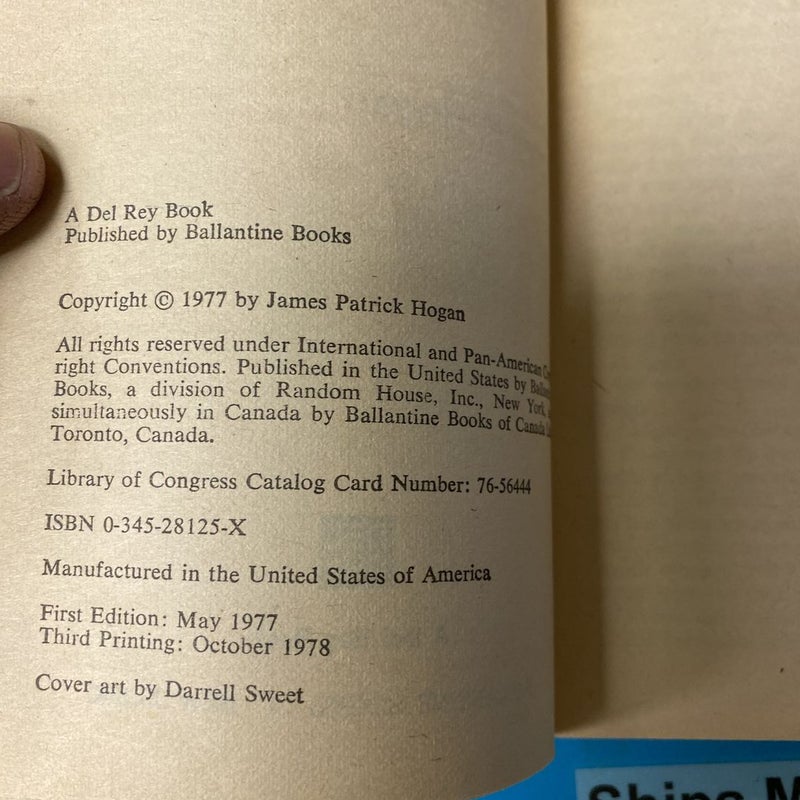 A Del Rey Book
Published by Ballantine Books
Copyright © 1977 by James Patrick Hogan
All rights reserved under International and Pan-American
right Conventions. Published in the United States by
Books, a division of Random House, Inc., New York,
simultaneously in Canada by Ballantine Books of Canada
Toronto, Canada.
Library of Congress Catalog Card Number: 76-56444
ISBN 0-345-28125-X
Manufactured in the United States of America
First Edition: May 1977
Third Printing: October 1978
Cover art by Darrell Sweet
Ships